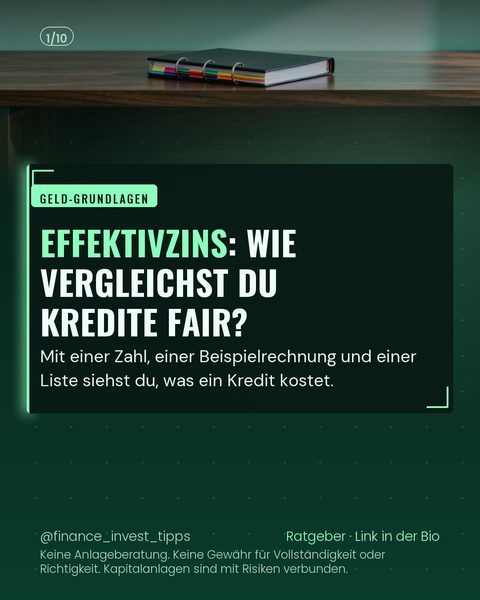 1/10
GELD-GRUNDLAGEN
EFFEKTIVZINS: WIE
VERGLEICHST DU
KREDITE FAIR?
Mit einer Zahl, einer Beispielrechnung und einer
Liste siehst du, was ein Kredit kostet.
@finance_invest_tipps
Ratgeber · Link in der Bio
Keine Anlageberatung. Keine Gewähr für Vollständigkeit oder
Richtigkeit. Kapitalanlagen sind mit Risiken verbunden.